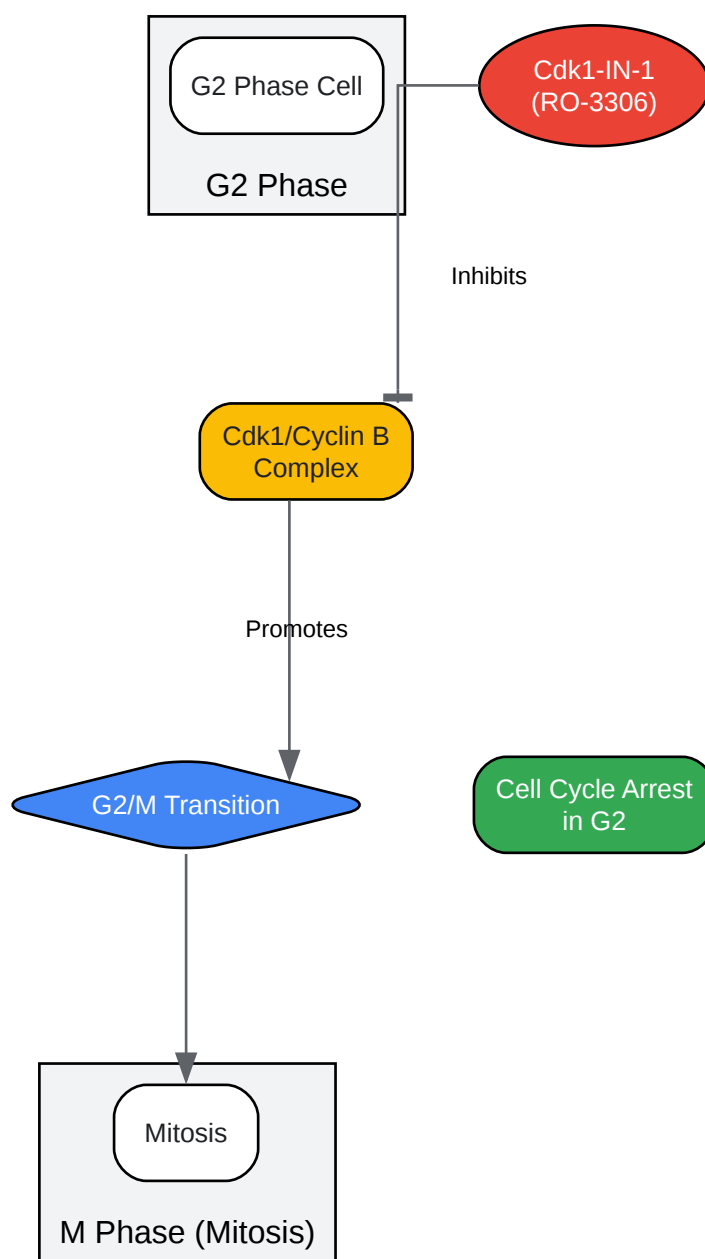 G2 Phase Cell
G2 Phase
Cdk1-IN-1
(RO-3306)
Inhibits
Cdk1/Cyclin B
Complex
Promotes
G2/M Transition
Cell Cycle Arrest
in G2
Mitosis
M Phase (Mitosis)